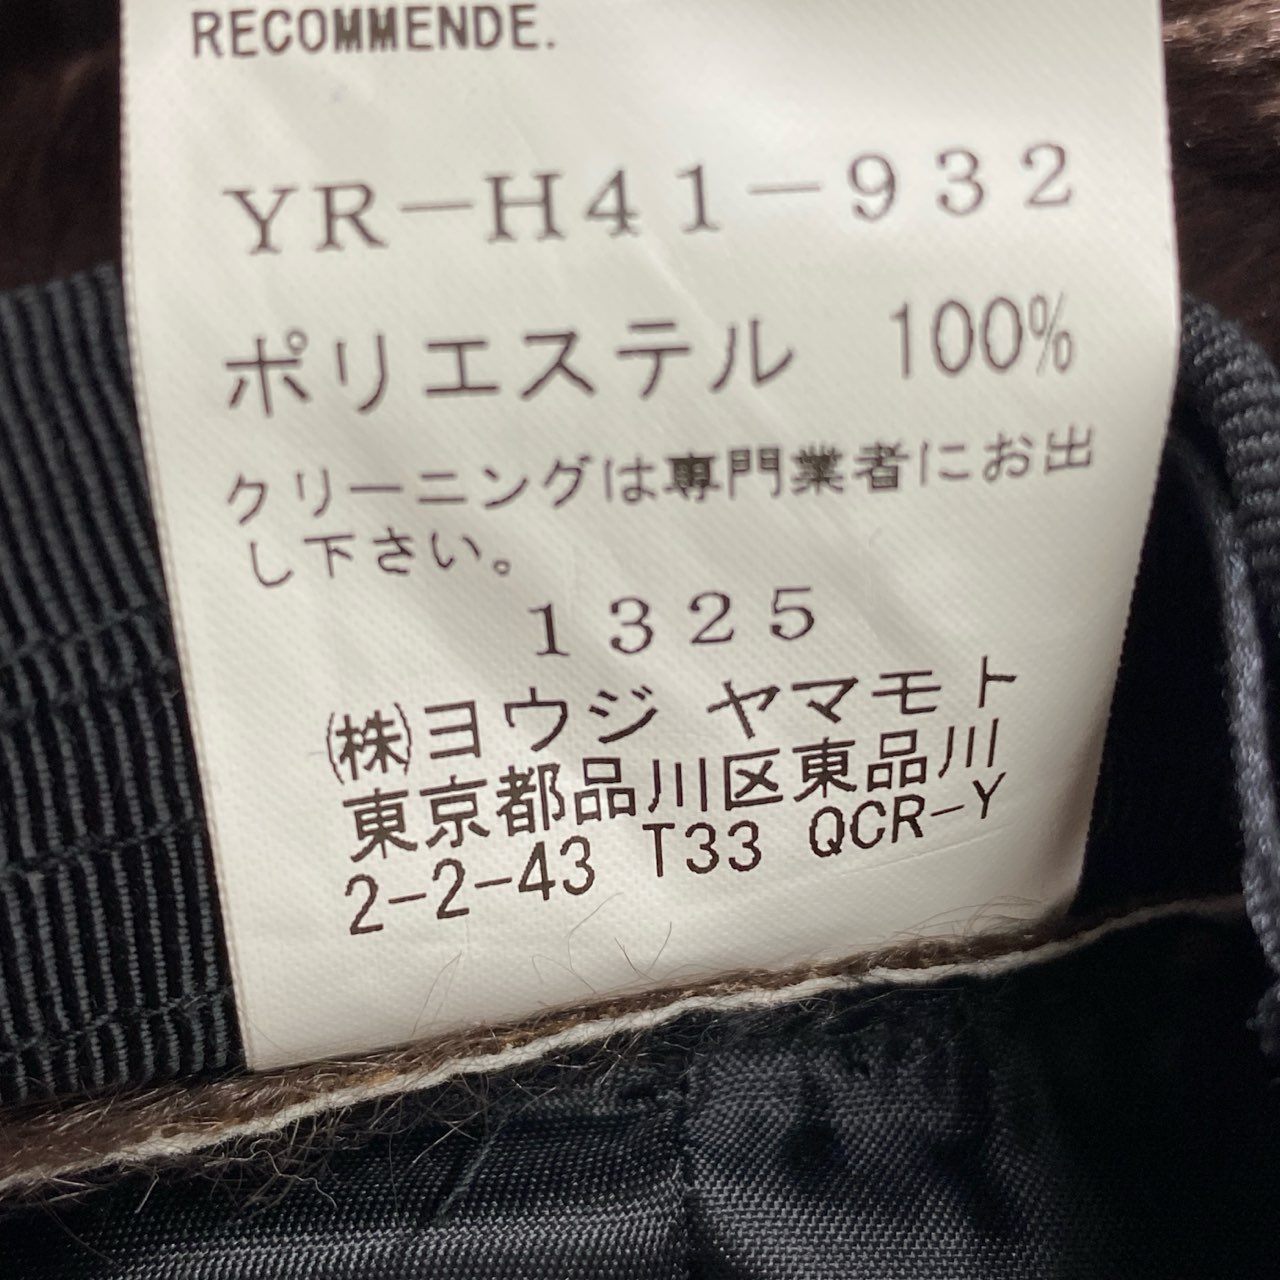 RECOMMENDE.
YR-H41-932
ポリエステル 100%
クリーニングは専門業者にお出
し下さい。
1325
㈱ヨウジ ヤマモト
東京都品川区東品川
2-2-43 T33 QCR-Y